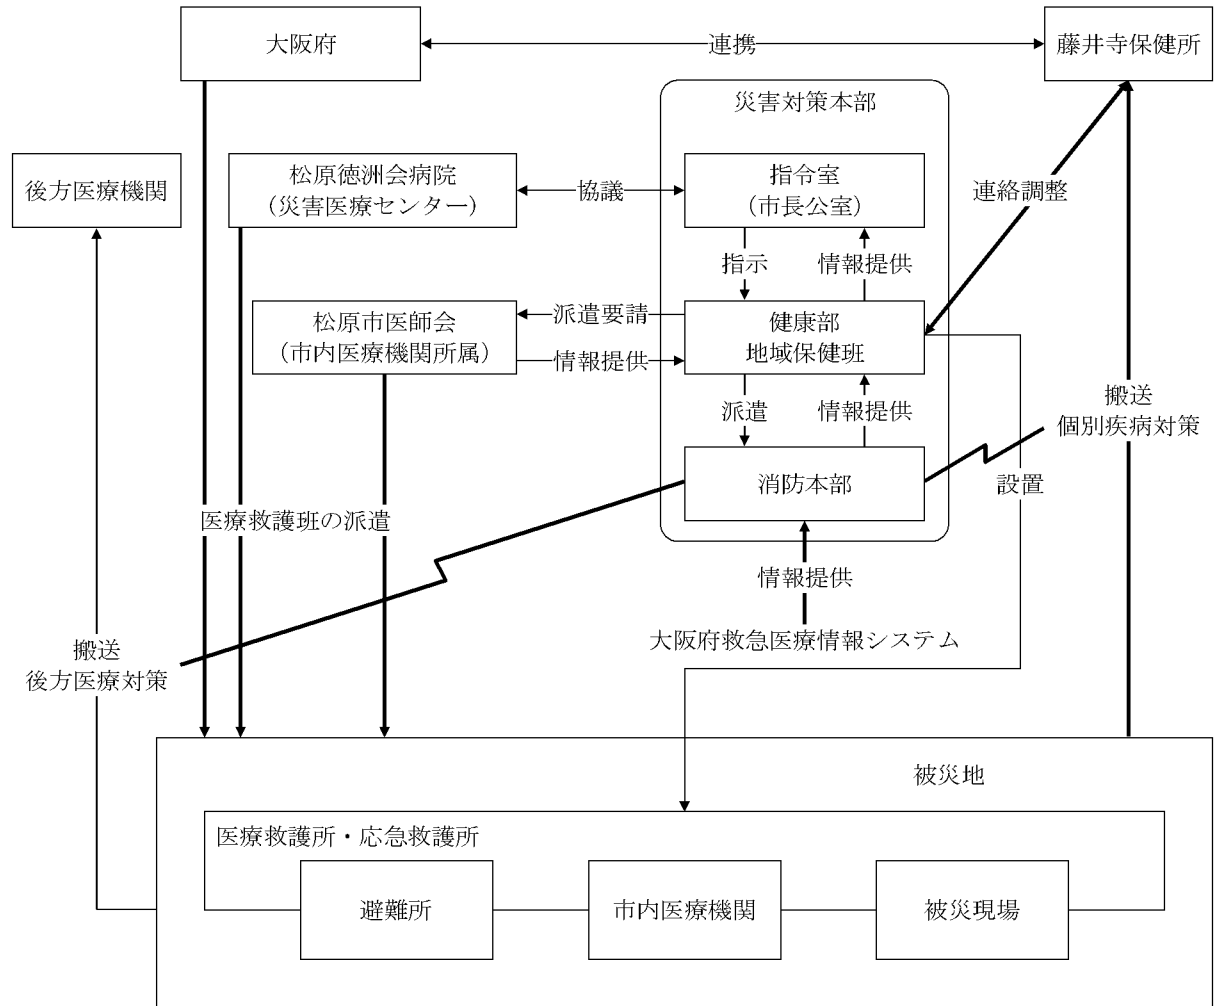 大阪府
連携
藤井寺保健所
災害対策本部
後方医療機関
松原徳洲会病院
（災害医療センター）
協議
指令室
（市長公室）
連絡調整
指示
情報提供
松原市医師会
（市内医療機関所属）
派遣要請
情報提供
健康部
地域保健班
派遣
情報提供
搬送
個別疾病対策
消防本部
設置
医療救護班の派遣
情報提供
大阪府救急医療情報システム
搬送
後方医療対策
被災地
医療救護所・応急救護所
避難所
市内医療機関
被災現場